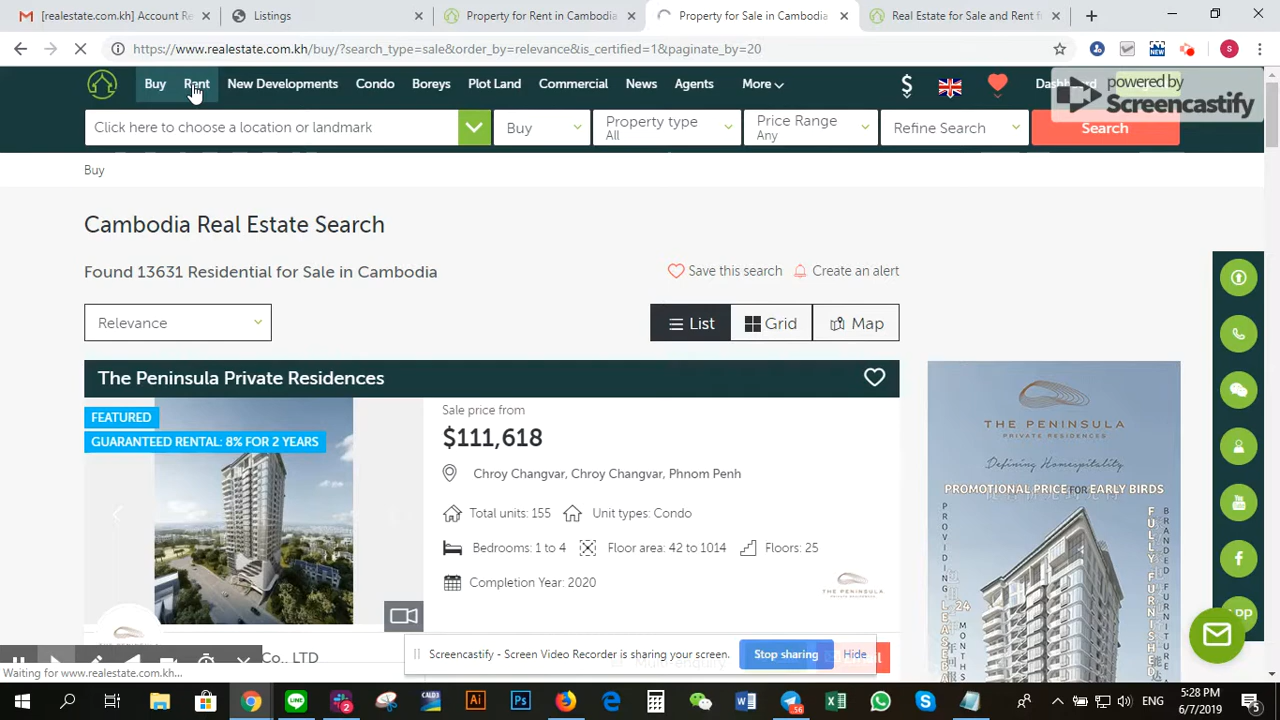 [realestate.com.kh] Account Re
Listings
Property for Rent in Cambodia
Property for Sale in Cambodia
Real Estate for Sale and Rent f
https://www.realestate.com.kh/buy/?search_type=sale&order_by=relevance&is_certified=1&paginate_by=20
Buy Rent New Developments Condo Boreys Plot Land Commercial News Agents More
powered by
Screencastify
Click here to choose a location or landmark
Buy
Property type
All
Price Range
Any
Refine Search
Search
Buy
Cambodia Real Estate Search
Found 13631 Residential for Sale in Cambodia
Save this search
Create an alert
Relevance
List
Grid
Map
The Peninsula Private Residences
FEATURED
GUARANTEED RENTAL: 8% FOR 2 YEARS
Sale price from
$111,618
Chroy Changvar, Chroy Changvar, Phnom Penh
Total units: 155
Unit types: Condo
Bedrooms: 1 to 4
Floor area: 42 to 1014
Floors: 25
Completion Year: 2020
Co., LTD
THE PENINSULA
PRIVATE RESIDENCES
Defining Homespitality
PROMOTIONAL PRICE FOR EARLY BIRDS
PROVIDING
24
MONTHS
FULLY FURNISHED
BRANDED FURNITURE
Screencastify - Screen Video Recorder is sharing your screen.
Stop sharing
Hide
Waiting for www.realestate.com.kh...
ENG
5:28 PM
6/7/2019